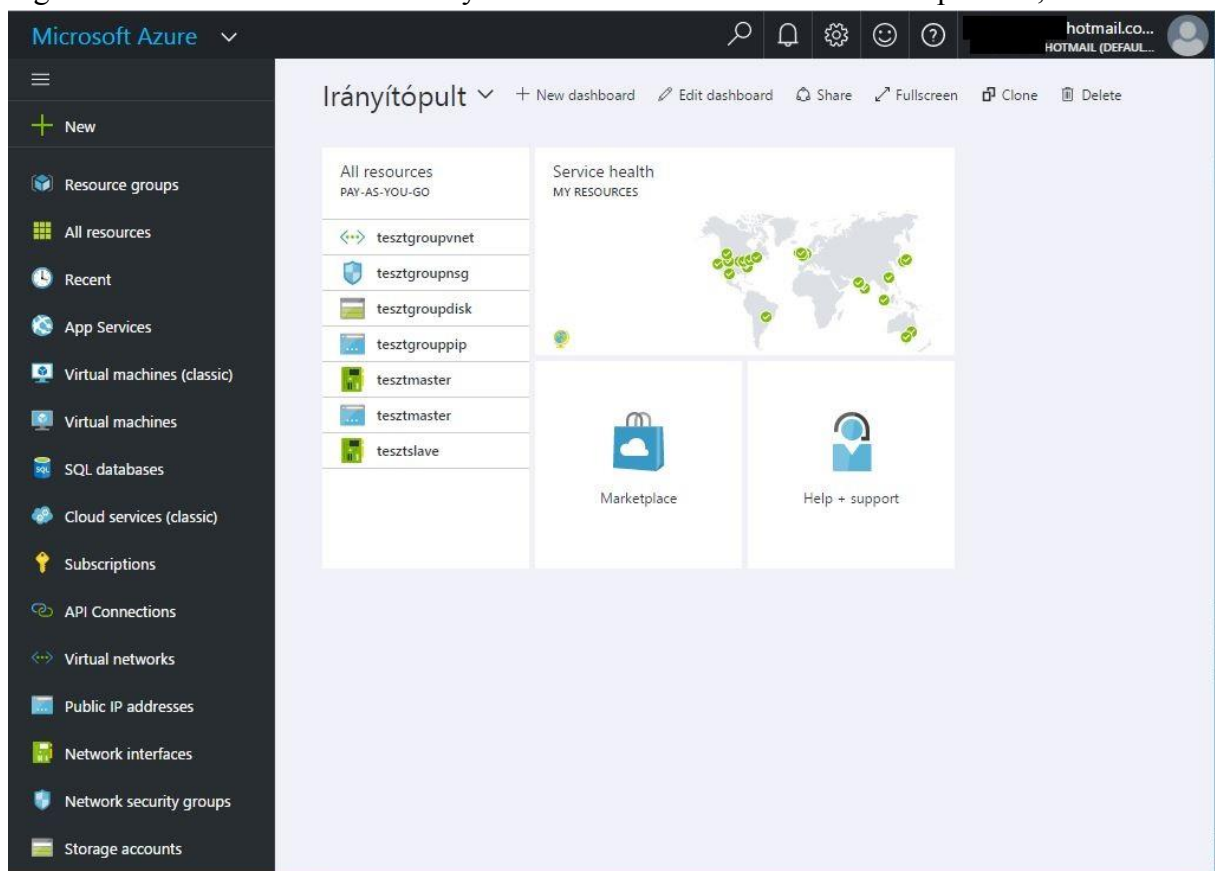 Microsoft Azure
hotmail.co...
HOTMAIL (DEFAUL...
New
Resource groups
All resources
Recent
App Services
Virtual machines (classic)
Virtual machines
SQL databases
Cloud services (classic)
Subscriptions
API Connections
Virtual networks
Public IP addresses
Network interfaces
Network security groups
Storage accounts
Irányítópult
New dashboard
Edit dashboard
Share
Fullscreen
Clone
Delete
All resources
PAY-AS-YOU-GO
tesztgroupvnet
tesztgroupnsg
tesztgroupdisk
tesztgrouppip
tesztmaster
tesztmaster
tesztslave
Service health
MY RESOURCES
Marketplace
Help + support